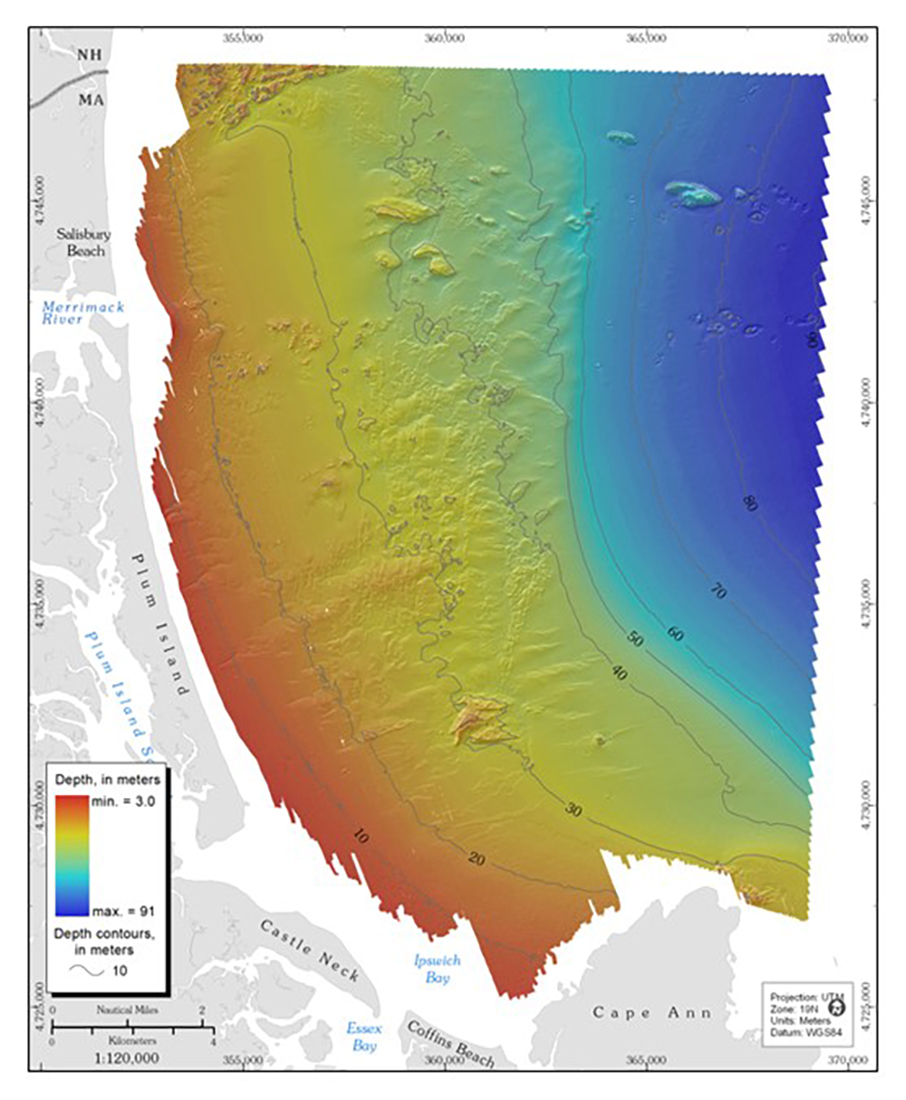 355,000 360,000 365,000 370,000
NH
MA
4,745,000
4,745,000
Salisbury
Beach
Merrimack
River
90
4,740,000
4,740,000
80
Plum Island
70
4,735,000
4,735,000
60
50
40
Plum Island S
Depth, in meters
min. = 3.0
max. = 91
Depth contours,
in meters
10
30
4,730,000
4,730,000
10
20
Castle Neck
Ipswich
Bay
Cape Ann
Essex
Bay
Coffins Beach
4,725,000
4,725,000
0 Nautical Miles 2
0 Kilometers 4
1:120,000
Projection: UTM
Zone: 19N
Units: Meters
Datum: WGS84
355,000 360,000 365,000 370,000